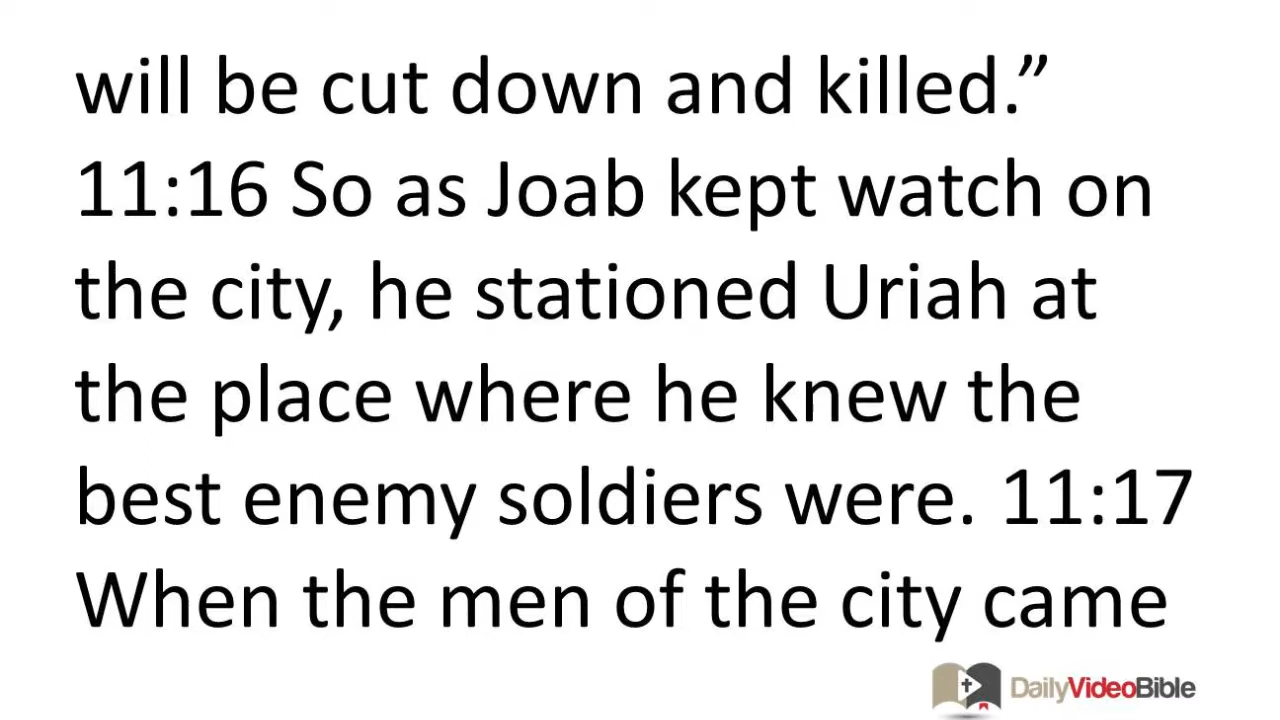 will be cut down and killed.”
11:16 So as Joab kept watch on
the city, he stationed Uriah at
the place where he knew the
best enemy soldiers were. 11:17
When the men of the city came
DailyVideoBible